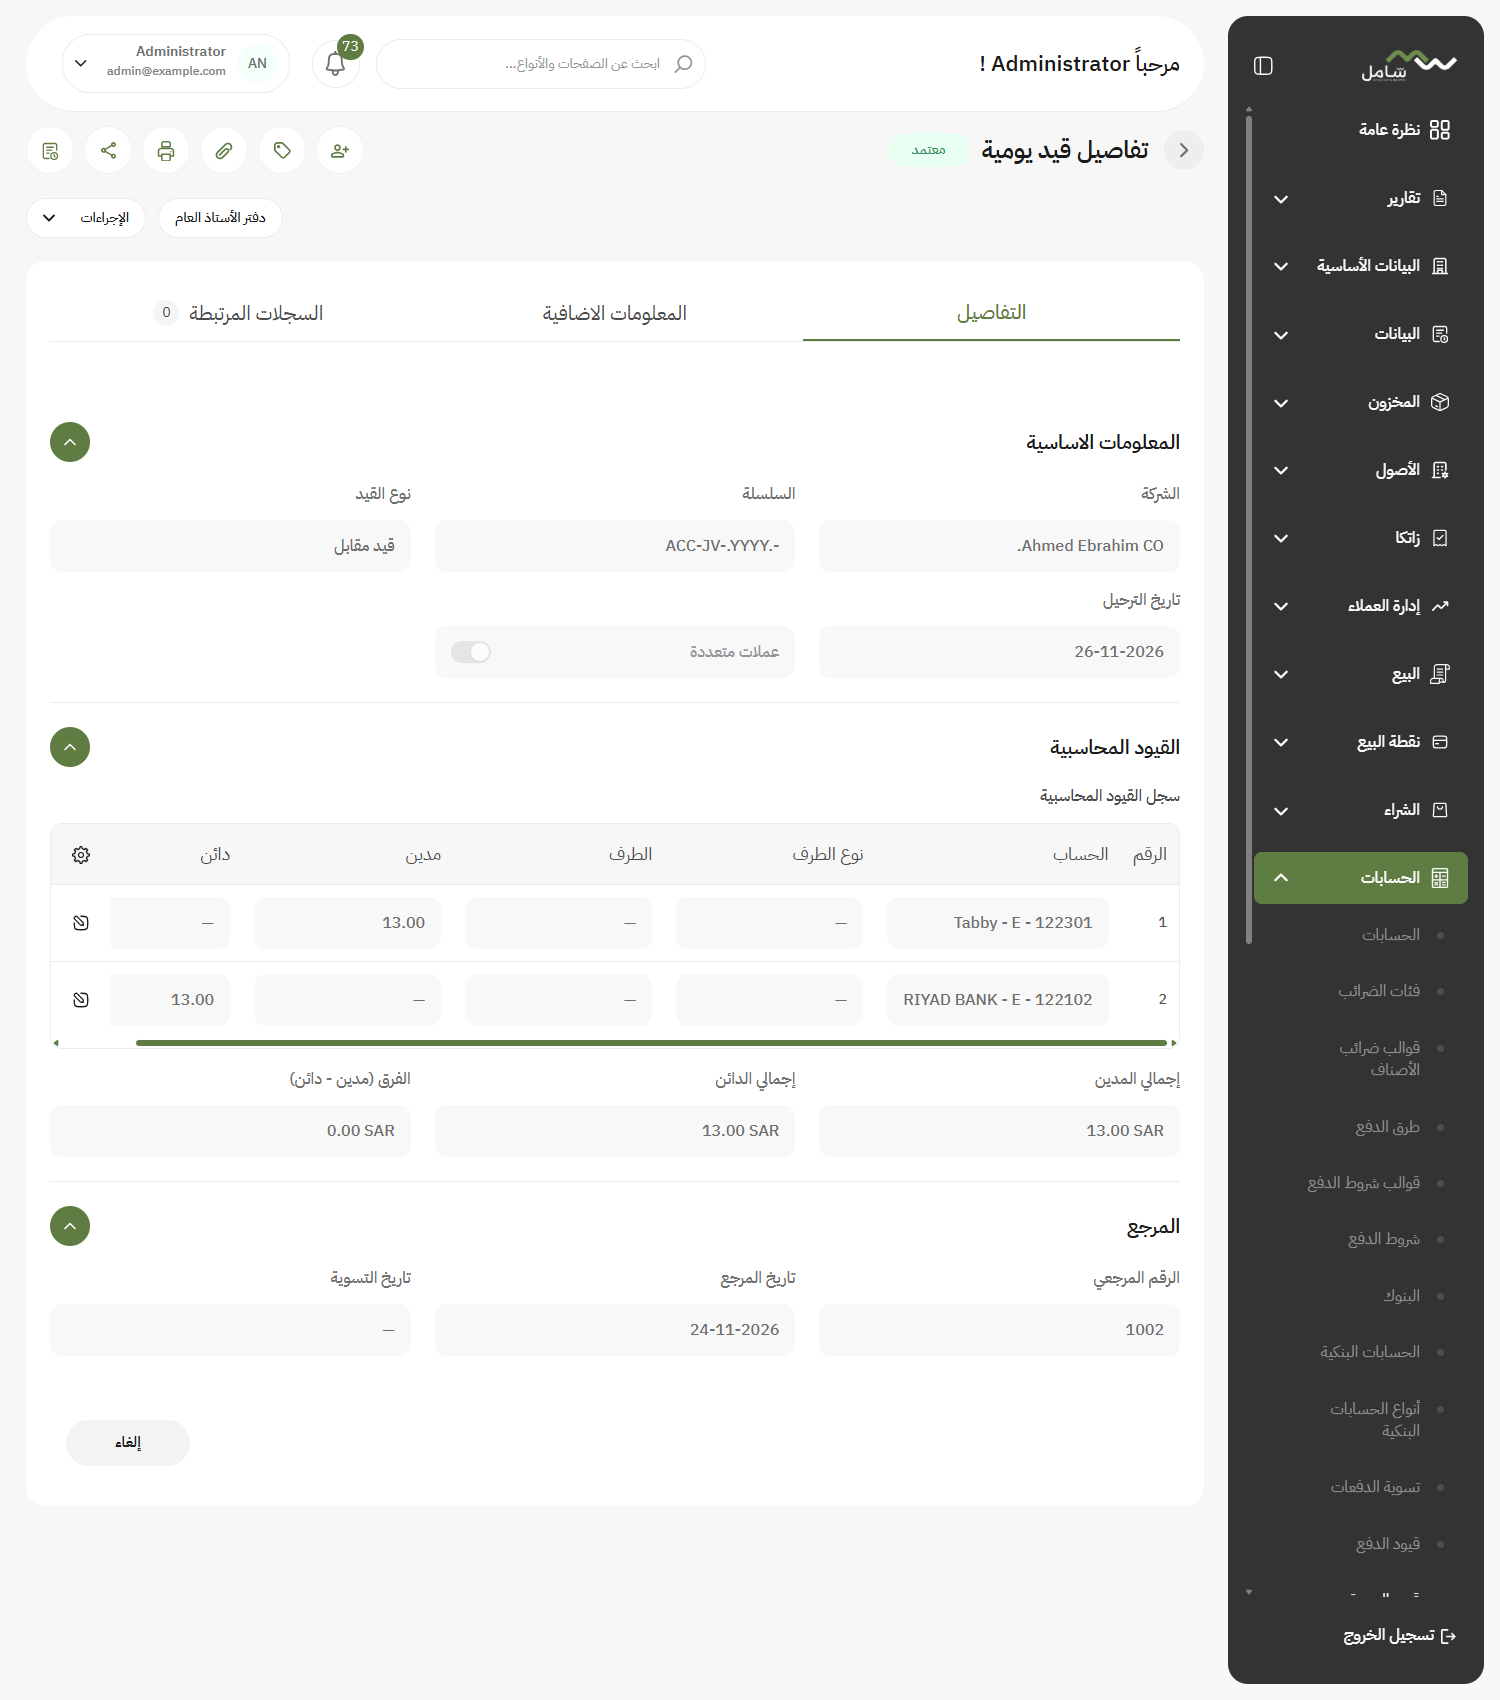 شامل
نظرة عامة
تقارير
البيانات الأساسية
البيانات
المخزون
الأصول
زاتكا
إدارة العملاء
البيع
نقطة البيع
الشراء
الحسابات
الحسابات
فئات الضرائب
قوالب ضرائب
الأصناف
طرق الدفع
قوالب شروط الدفع
شروط الدفع
البنوك
الحسابات البنكية
أنواع الحسابات
البنكية
تسوية الدفعات
قيود الدفع
تسجيل الخروج
مرحباً Administrator !
ابحث عن الصفحات والأنواع...
73
AN
Administrator
admin@example.com
تفاصيل قيد يومية
معتمد
دفتر الأستاذ العام
الإجراءات
التفاصيل
المعلومات الاضافية
السجلات المرتبطة 0
المعلومات الاساسية
الشركة
السلسلة
نوع القيد
Ahmed Ebrahim CO.
ACC-JV-.YYYY.-
قيد مقابل
تاريخ الترحيل
26-11-2026
عملات متعددة
القيود المحاسبية
سجل القيود المحاسبية
الرقم الحساب نوع الطرف الطرف مدين دائن
1 122301 - Tabby - E — — 13.00 —
2 122102 - RIYAD BANK - E — — — 13.00
إجمالي المدين
إجمالي الدائن
الفرق (مدين - دائن)
13.00 SAR
13.00 SAR
0.00 SAR
المرجع
الرقم المرجعي
تاريخ المرجع
تاريخ التسوية
1002
24-11-2026
—
إلغاء